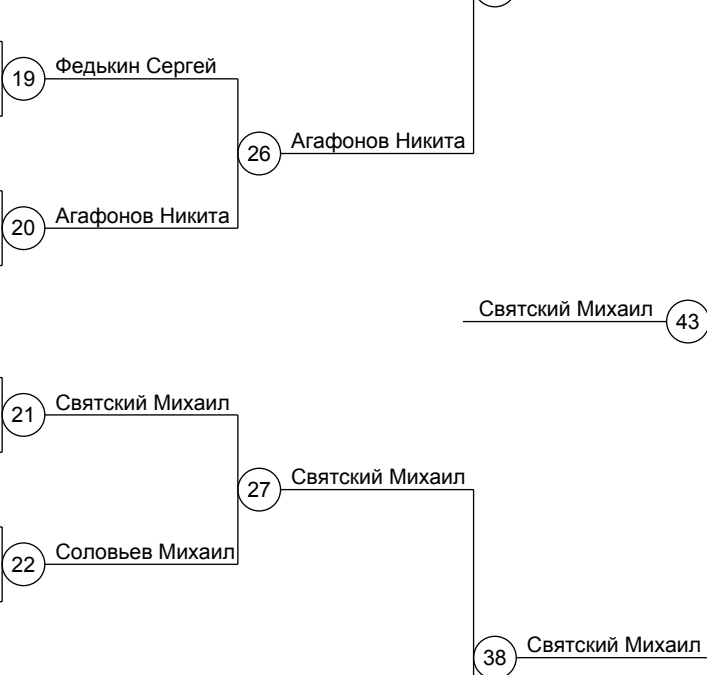 19 Федькин Сергей
26 Агафонов Никита
20 Агафонов Никита
Святский Михаил 43
21 Святский Михаил
27 Святский Михаил
22 Соловьев Михаил
38 Святский Михаил